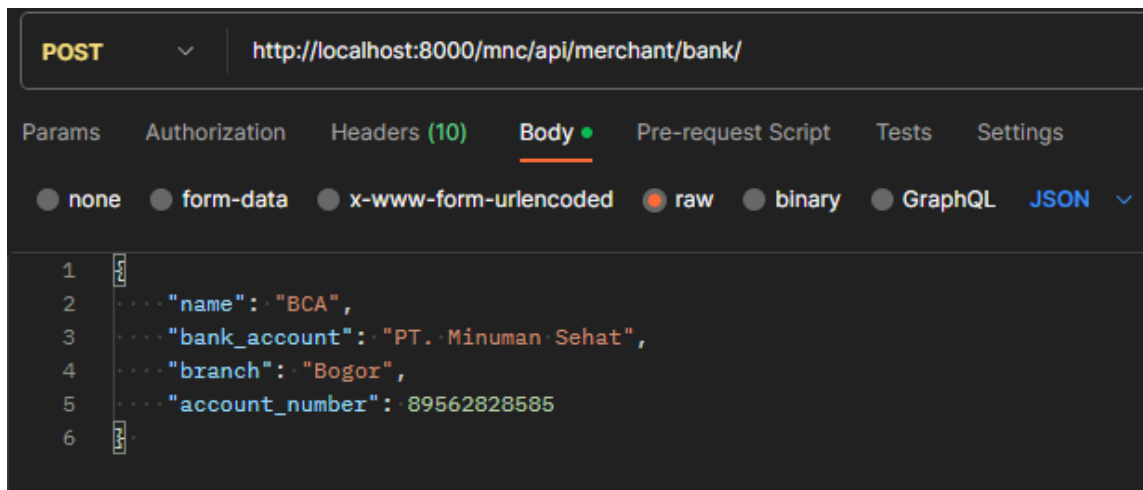 POST http://localhost:8000/mnc/api/merchant/bank/
Params Authorization Headers (10) Body Pre-request Script Tests Settings
none form-data x-www-form-urlencoded raw binary GraphQL JSON
1 {
2 "name": "BCA",
3 "bank_account": "PT. Minuman Sehat",
4 "branch": "Bogor",
5 "account_number": 89562828585
6 }